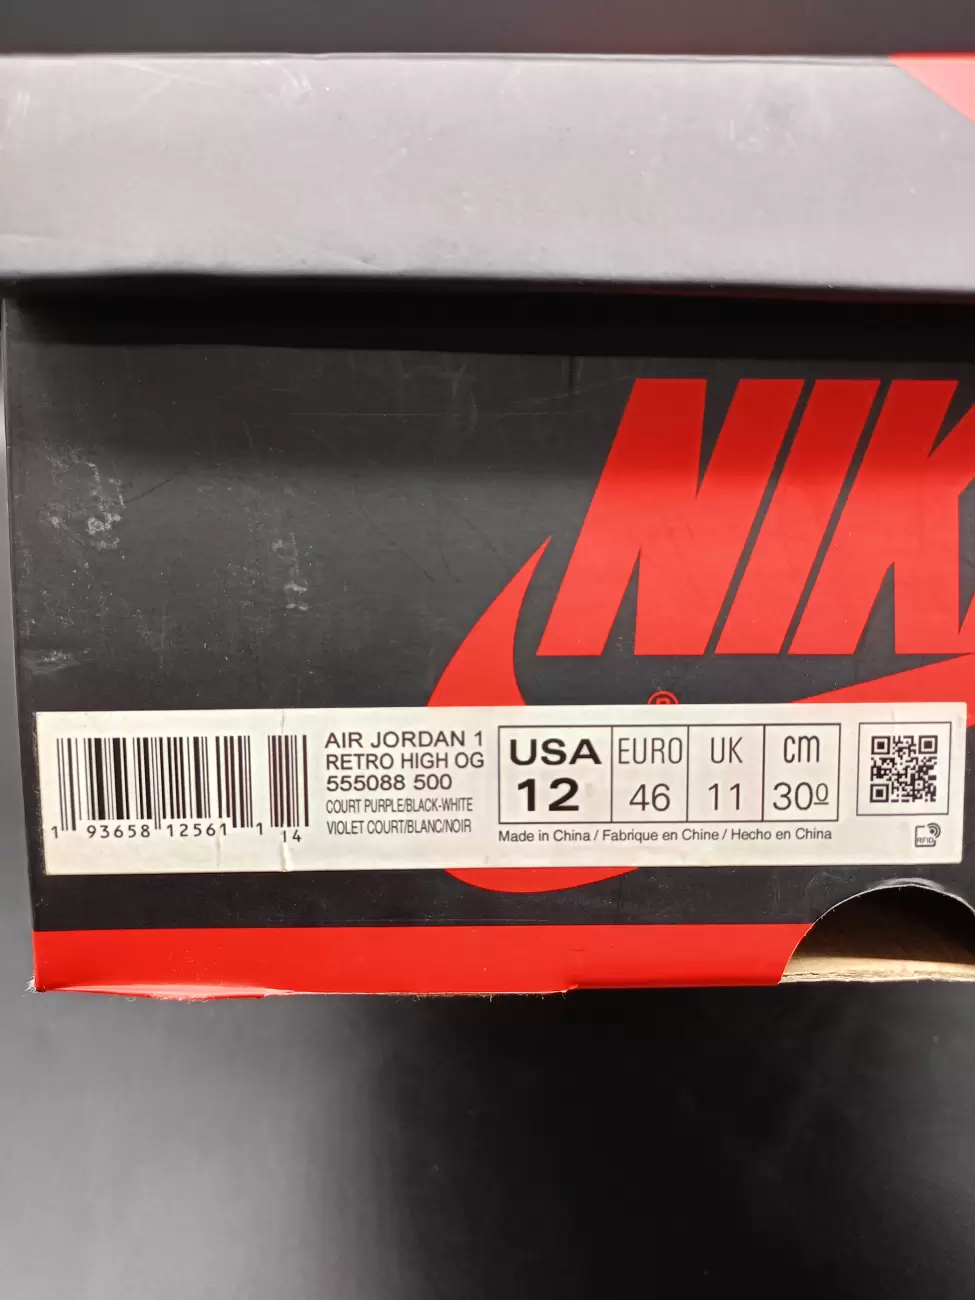 NIK
®
AIR JORDAN 1
RETRO HIGH OG
555088 500
COURT PURPLE/BLACK-WHITE
VIOLET COURT/BLANC/NOIR
1 93658 12561 1 14
USA EURO UK cm
12 46 11 30º
Made in China / Fabrique en Chine / Hecho en China
RFID